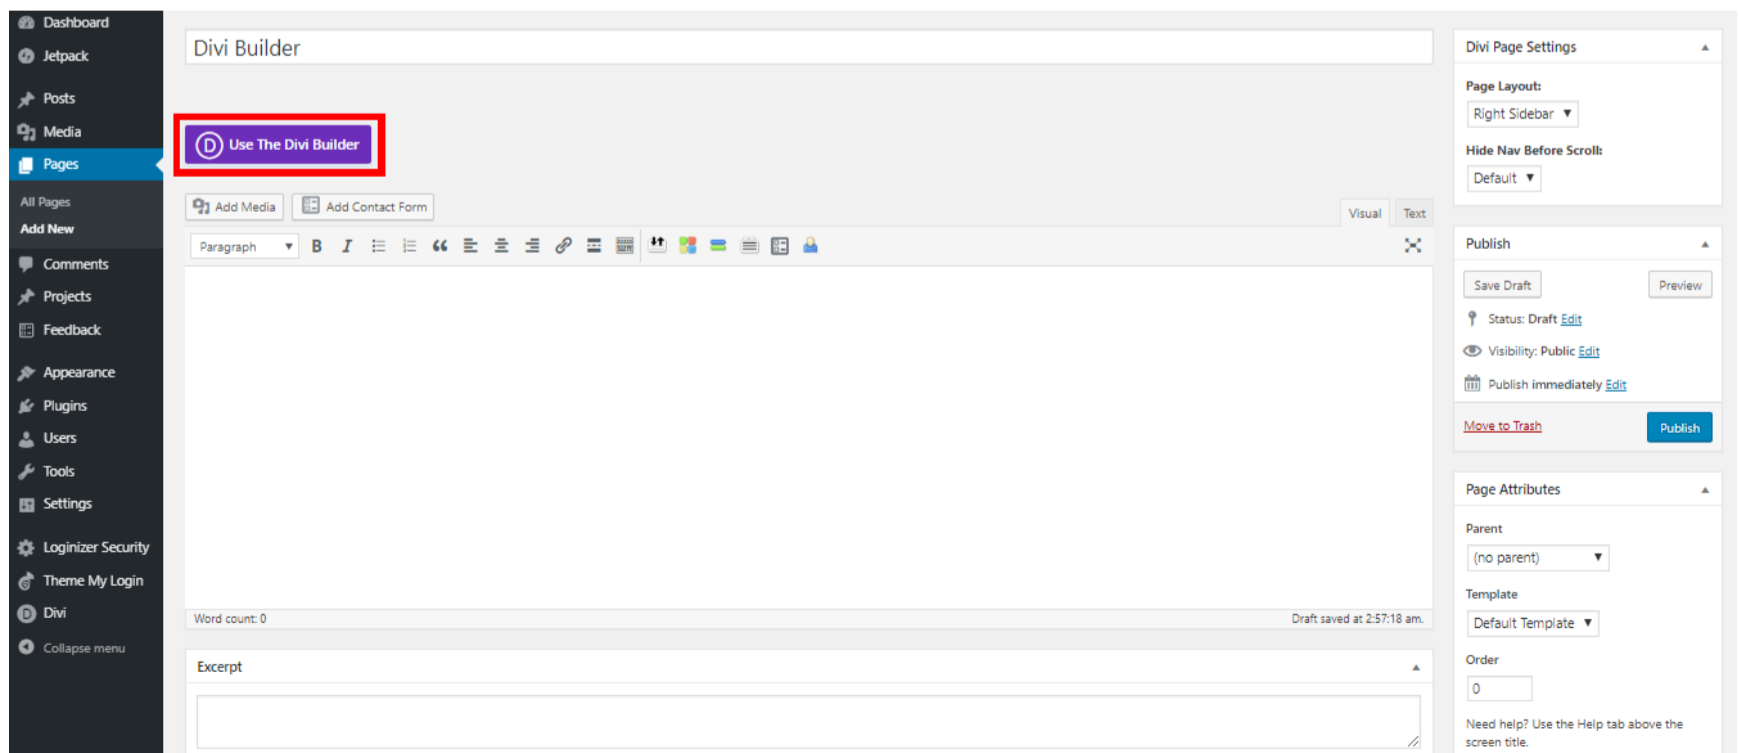 Dashboard
Jetpack
Posts
Media
Pages
All Pages
Add New
Comments
Projects
Feedback
Appearance
Plugins
Users
Tools
Settings
Loginizer Security
Theme My Login
Divi
Collapse menu
Divi Builder
Use The Divi Builder
Add Media
Add Contact Form
Visual
Text
Paragraph
Word count: 0
Draft saved at 2:57:18 am.
Excerpt
Divi Page Settings
Page Layout:
Right Sidebar
Hide Nav Before Scroll:
Default
Publish
Save Draft
Preview
Status: Draft Edit
Visibility: Public Edit
Publish immediately Edit
Move to Trash
Publish
Page Attributes
Parent
(no parent)
Template
Default Template
Order
0
Need help? Use the Help tab above the
screen title.